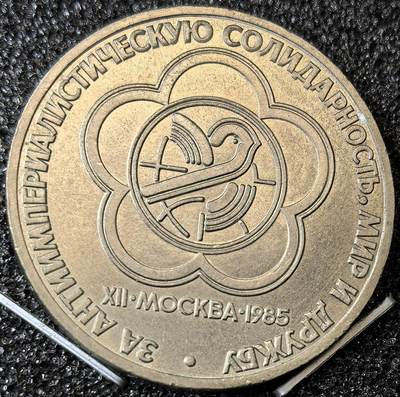 ЗА АНТИИМПЕРИАЛИСТИЧЕСКУЮ СОЛИДАРНОСТЬ, МИР И ДРУЖБУ •
XII•МОСКВА•1985